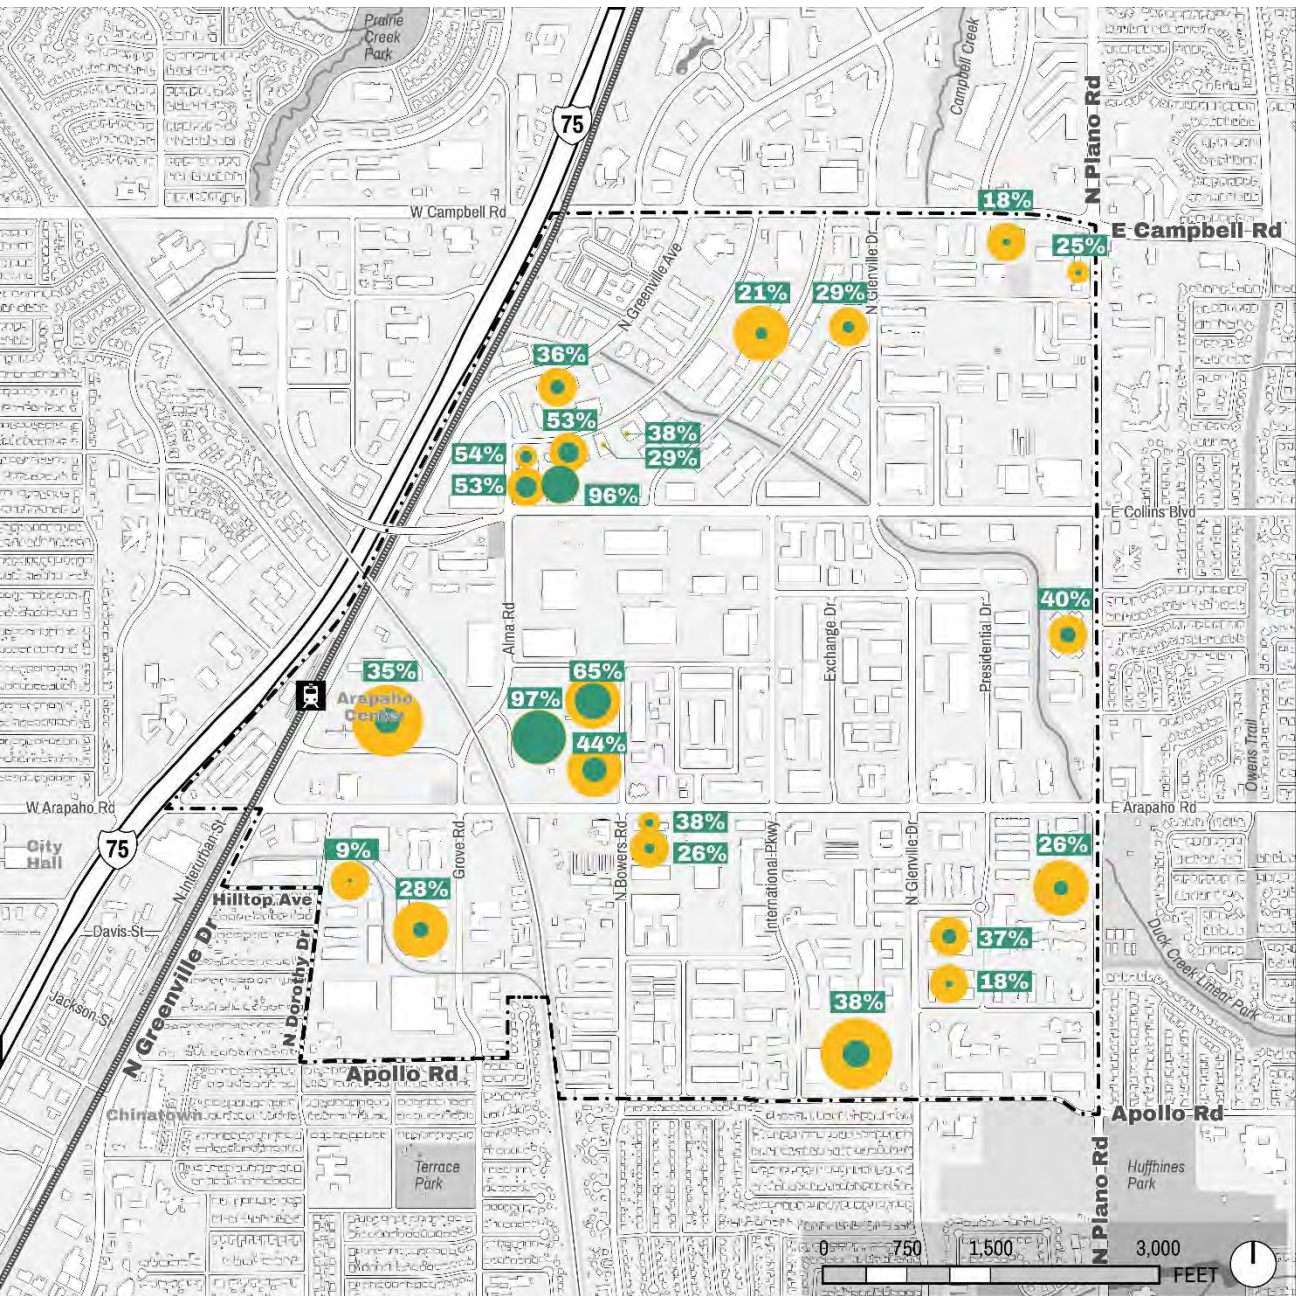 Prairie
Creek
Park
Campbell Creek
N Plano Rd
75
18%
W Campbell Rd
E Campbell Rd
25%
N Greenville Ave
N Glenville Dr
21%
29%
36%
53%
38%
54%
29%
53%
96%
E Collins Blvd
40%
Alma Rd
Exchange Dr
Presidential Dr
35%
65%
Arapaho
Center
97%
44%
Owens Trail
W Arapaho Rd
E Arapaho Rd
City
Hall
75
N Interurban St
9%
Grove Rd
N Bowers Rd
38%
26%
International Pkwy
N Glenville Dr
26%
28%
Hilltop Ave
Davis St
N Dorothy Dr
N Greenville Dr
37%
18%
Duck Creek Linear Park
Jackson St
38%
Apollo Rd
Chinatown
Apollo Rd
Terrace
Park
Huffhines
Park
N Plano Rd
0 750 1,500 3,000
FEET